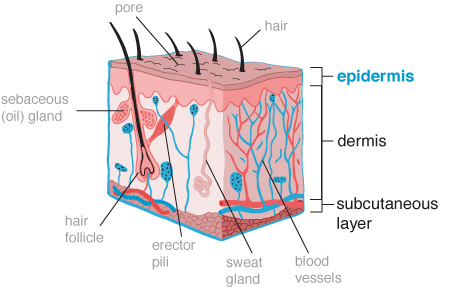 pore
hair
epidermis
sebaceous
(oil) gland
dermis
subcutaneous
layer
hair
follicle
erector
pili
sweat
gland
blood
vessels